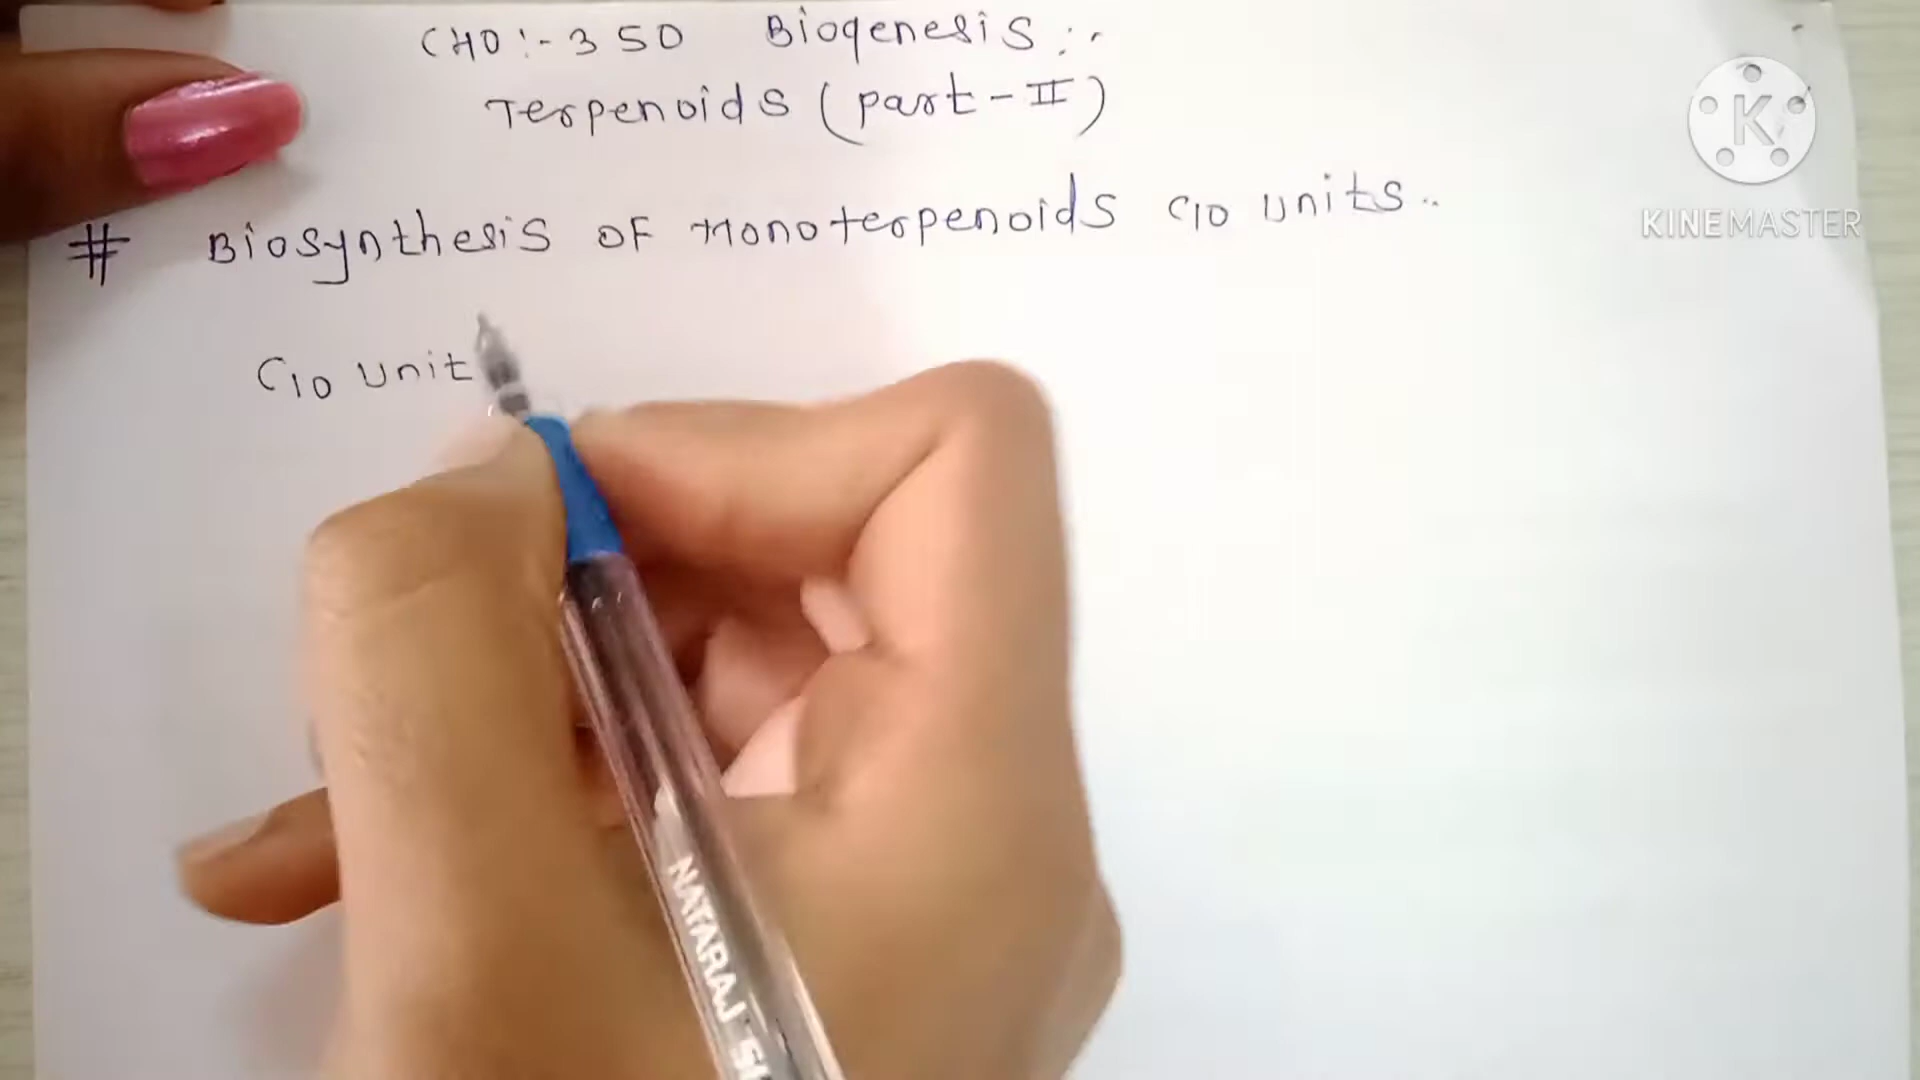 CHO:-350 Biogenesis:-
Terpenoids (part-II)
# Biosynthesis OF Monoterpenoids C10 Units..
C10 Unit
K
KINEMASTER
NATARAJ